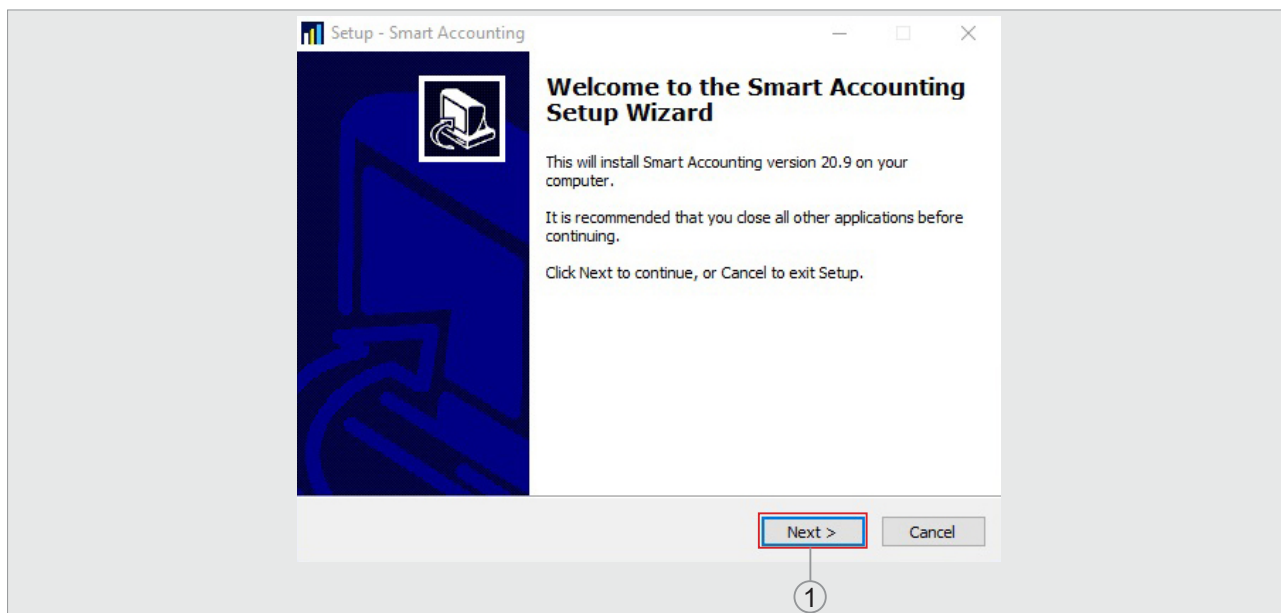 Setup - Smart Accounting
Welcome to the Smart Accounting
Setup Wizard
This will install Smart Accounting version 20.9 on your
computer.
It is recommended that you close all other applications before
continuing.
Click Next to continue, or Cancel to exit Setup.
Next >
Cancel
1